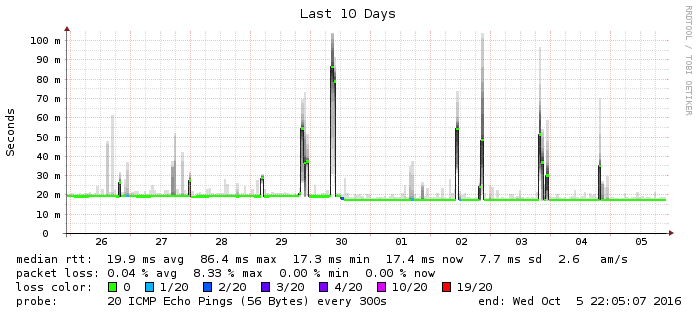 Last 10 Days
RRDTOOL / TOBI OETIKER
Seconds
100 m
90 m
80 m
70 m
60 m
50 m
40 m
30 m
20 m
10 m
0
26 27 28 29 30 01 02 03 04 05
median rtt: 19.9 ms avg 86.4 ms max 17.3 ms min 17.4 ms now 7.7 ms sd 2.6 am/s
packet loss: 0.04 % avg 8.33 % max 0.00 % min 0.00 % now
loss color: 0 1/20 2/20 3/20 4/20 10/20 19/20
probe: 20 ICMP Echo Pings (56 Bytes) every 300s end: Wed Oct 5 22:05:07 2016